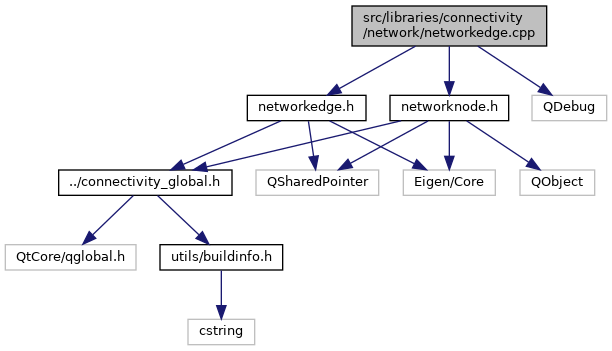 src/libraries/connectivity
/network/networkedge.cpp
networkedge.h
networknode.h
QDebug
../connectivity_global.h
QSharedPointer
Eigen/Core
QObject
QtCore/qglobal.h
utils/buildinfo.h
cstring